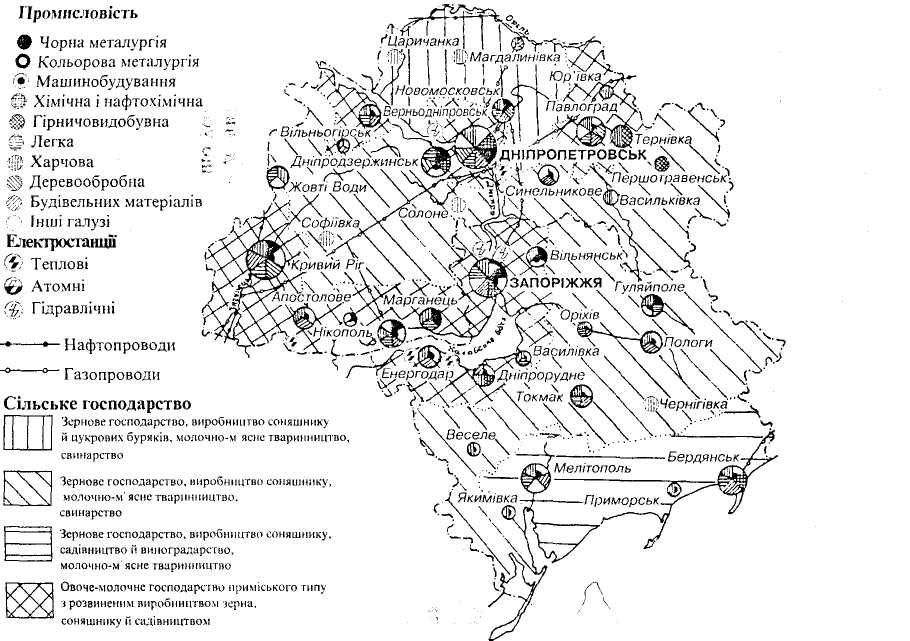 Промисловість
Чорна металургія
Кольорова металургія
Машинобудування
Хімічна і нафтохімічна
Гірничовидобувна
Легка
Харчова
Деревообробна
Будівельних матеріалів
Інші галузі
Електростанції
Теплові
Атомні
Гідравлічні
Нафтопроводи
Газопроводи
Сільське господарство
Зернове господарство, виробництво соняшнику
й цукрових буряків, молочно-м ясне тваринництво,
свинарство
Зернове господарство, виробництво соняшнику,
молочно-м'ясне тваринництво,
свинарство
Зернове господарство, виробництво соняшнику,
садівництво й виноградарство,
молочно-м'ясне тваринництво
Овоче-молочне господарство приміського типу
з розвиненим виробництвом зерна,
соняшнику й садівництвом
Оріль
Царичанка
Магдалинівка
Юр'ївка
Новомосковськ
Павлоград
Верньодніпровськ
Вільногірськ
Тернівка
ДНІПРОПЕТРОВСЬК
Дніпродзержинськ
Першотравенськ
Жовті Води
Синельникове
Васильківка
Солоне
Софіївка
Вільнянськ
Кривий Ріг
ЗАПОРІЖЖЯ
Гуляйполе
Апостолове
Марганець
Оріхів
Нікополь
Пологи
Василівка
Енергодар
Дніпрорудне
Токмак
Чернігівка
Веселе
Бердянськ
Мелітополь
Якимівка
Приморськ